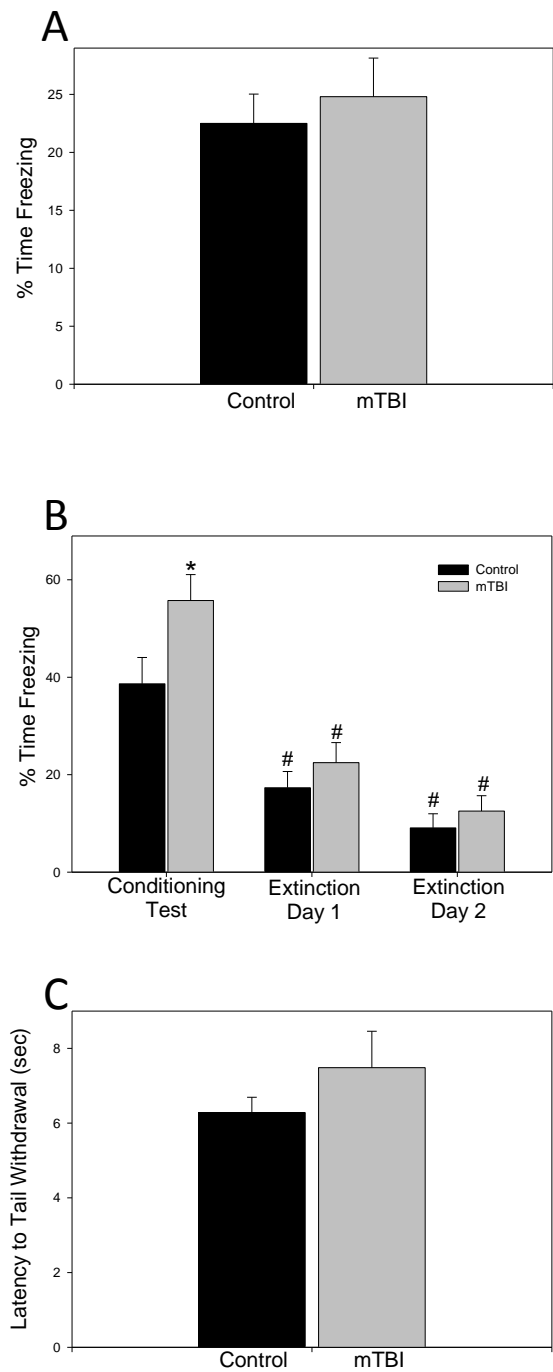 A
% Time Freezing
25
20
15
10
5
0
Control mTBI
B
% Time Freezing
60
40
20
0
Control
mTBI
*
# #
# #
Conditioning Test
Extinction Day 1
Extinction Day 2
C
Latency to Tail Withdrawal (sec)
8
6
4
2
0
Control mTBI